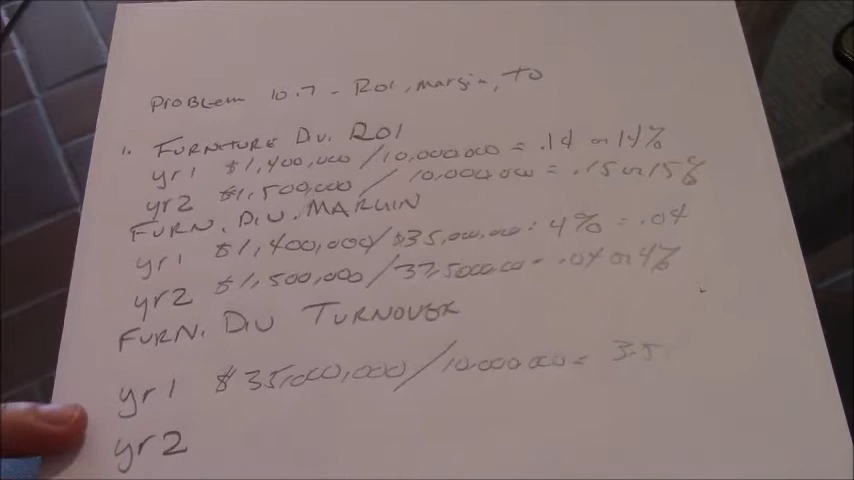 Problem 10.7 - ROI, Margin, TO
1. FURNITURE Div. ROI
yr1 $1,400,000/10,000,000 = .14 or 14%
yr2 $1,500,000/10,000,000 = .15 or 15%
FURN. Div. MARGIN
yr1 $1,400,000/$35,000,000 = 4% = .04
yr2 $1,500,000/37,500,000 = .04 or 4%
FURN. Div TURNOVER
yr1 $35,000,000/10,000,000 = 3.5
yr2